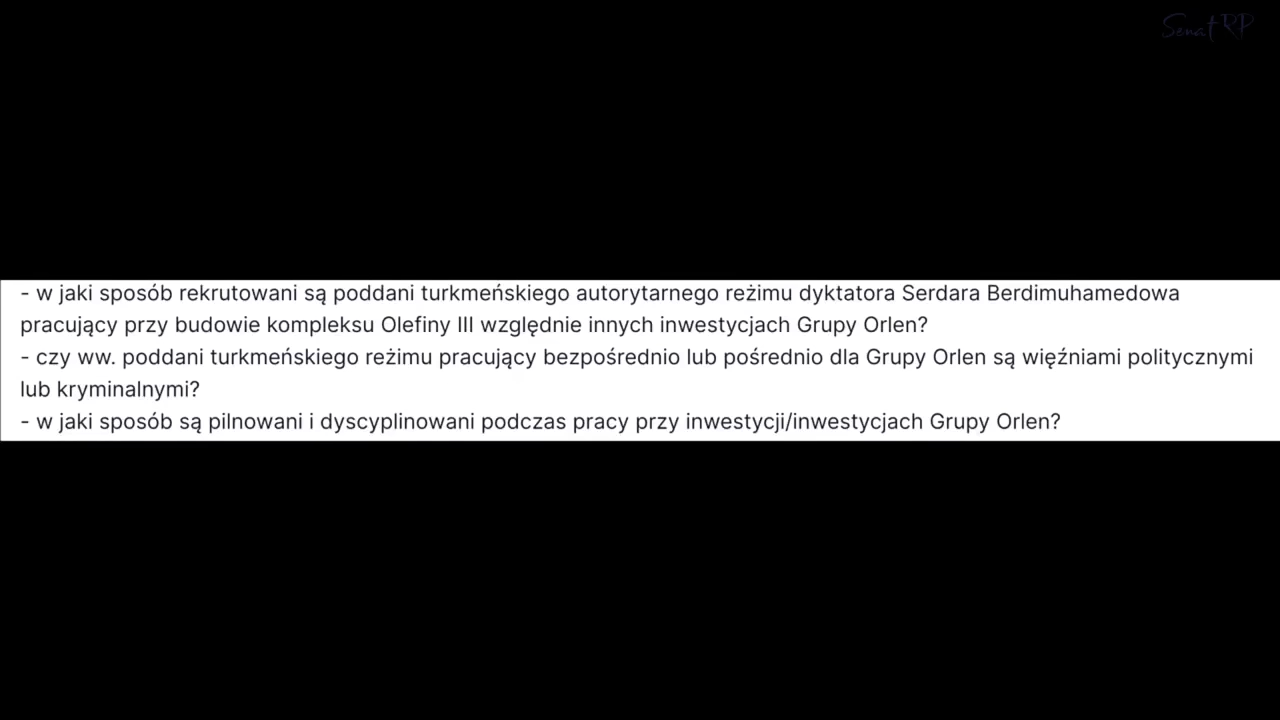 Senat RP
- w jaki sposób rekrutowani są poddani turkmeńskiego autorytarnego reżimu dyktatora Serdara Berdimuhamedowa
pracujący przy budowie kompleksu Olefiny III względnie innych inwestycjach Grupy Orlen?
- czy ww. poddani turkmeńskiego reżimu pracujący bezpośrednio lub pośrednio dla Grupy Orlen są więźniami politycznymi
lub kryminalnymi?
- w jaki sposób są pilnowani i dyscyplinowani podczas pracy przy inwestycji/inwestycjach Grupy Orlen?